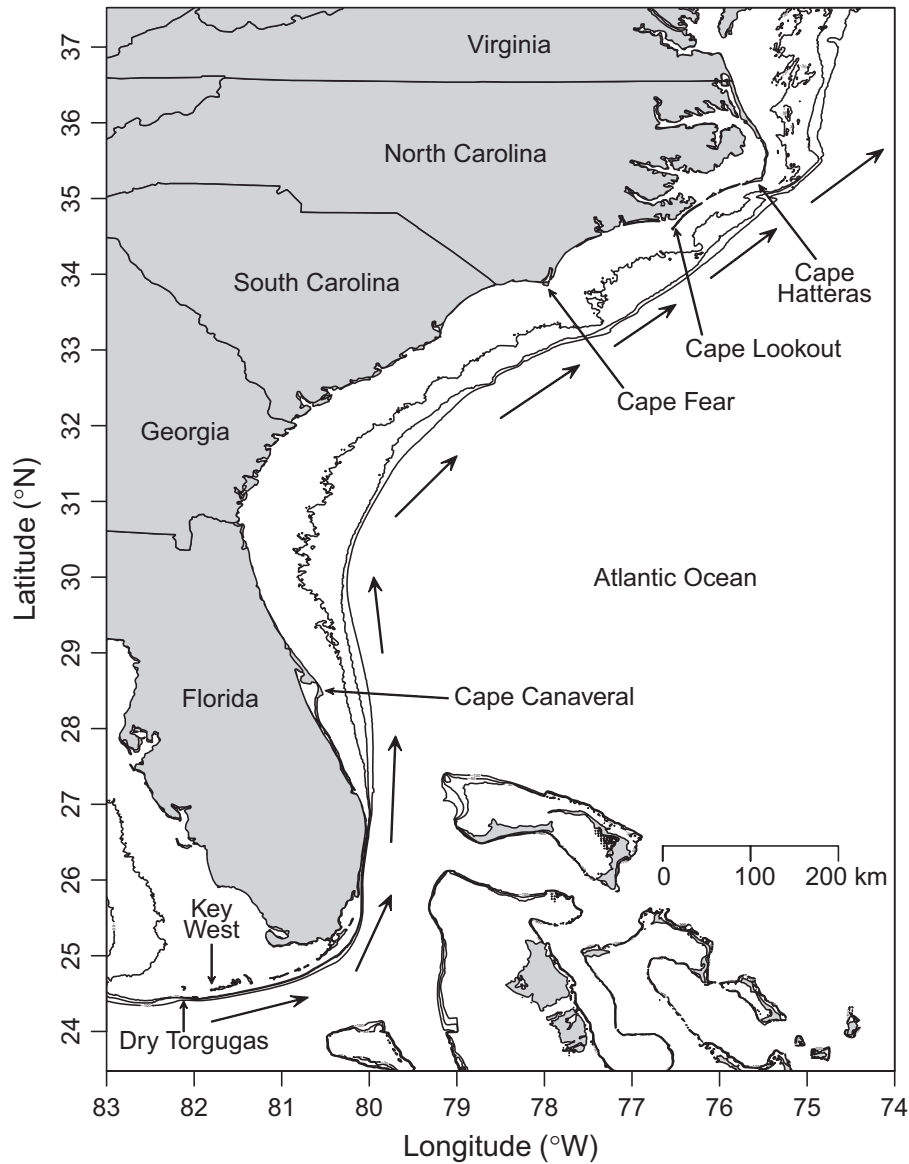 Virginia
North Carolina
South Carolina
Georgia
Florida
Cape
Hatteras
Cape Lookout
Cape Fear
Atlantic Ocean
Cape Canaveral
Key
West
Dry Torgugas
0 100 200 km
37
36
35
34
33
32
31
30
29
28
27
26
25
24
Latitude (°N)
83 82 81 80 79 78 77 76 75 74
Longitude (°W)